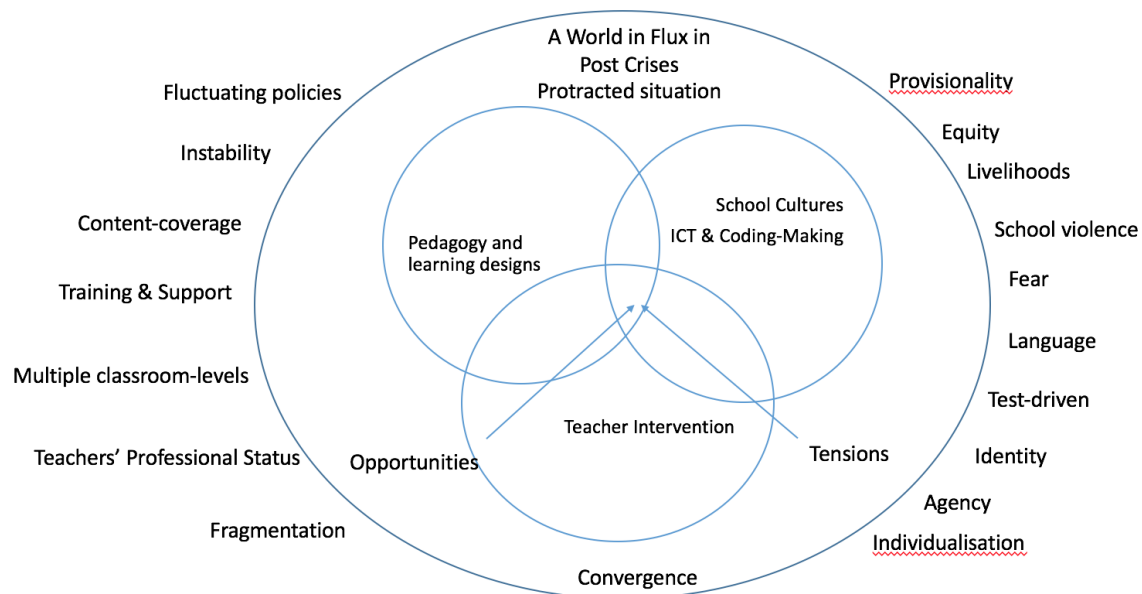 A World in Flux in
Post Crises
Protracted situation
Fluctuating policies
Instability
Content-coverage
Training & Support
Multiple classroom-levels
Teachers' Professional Status
Fragmentation
Pedagogy and
learning designs
School Cultures
ICT & Coding-Making
Teacher Intervention
Opportunities
Tensions
Convergence
Provisionality
Equity
Livelihoods
School violence
Fear
Language
Test-driven
Identity
Agency
Individualisation